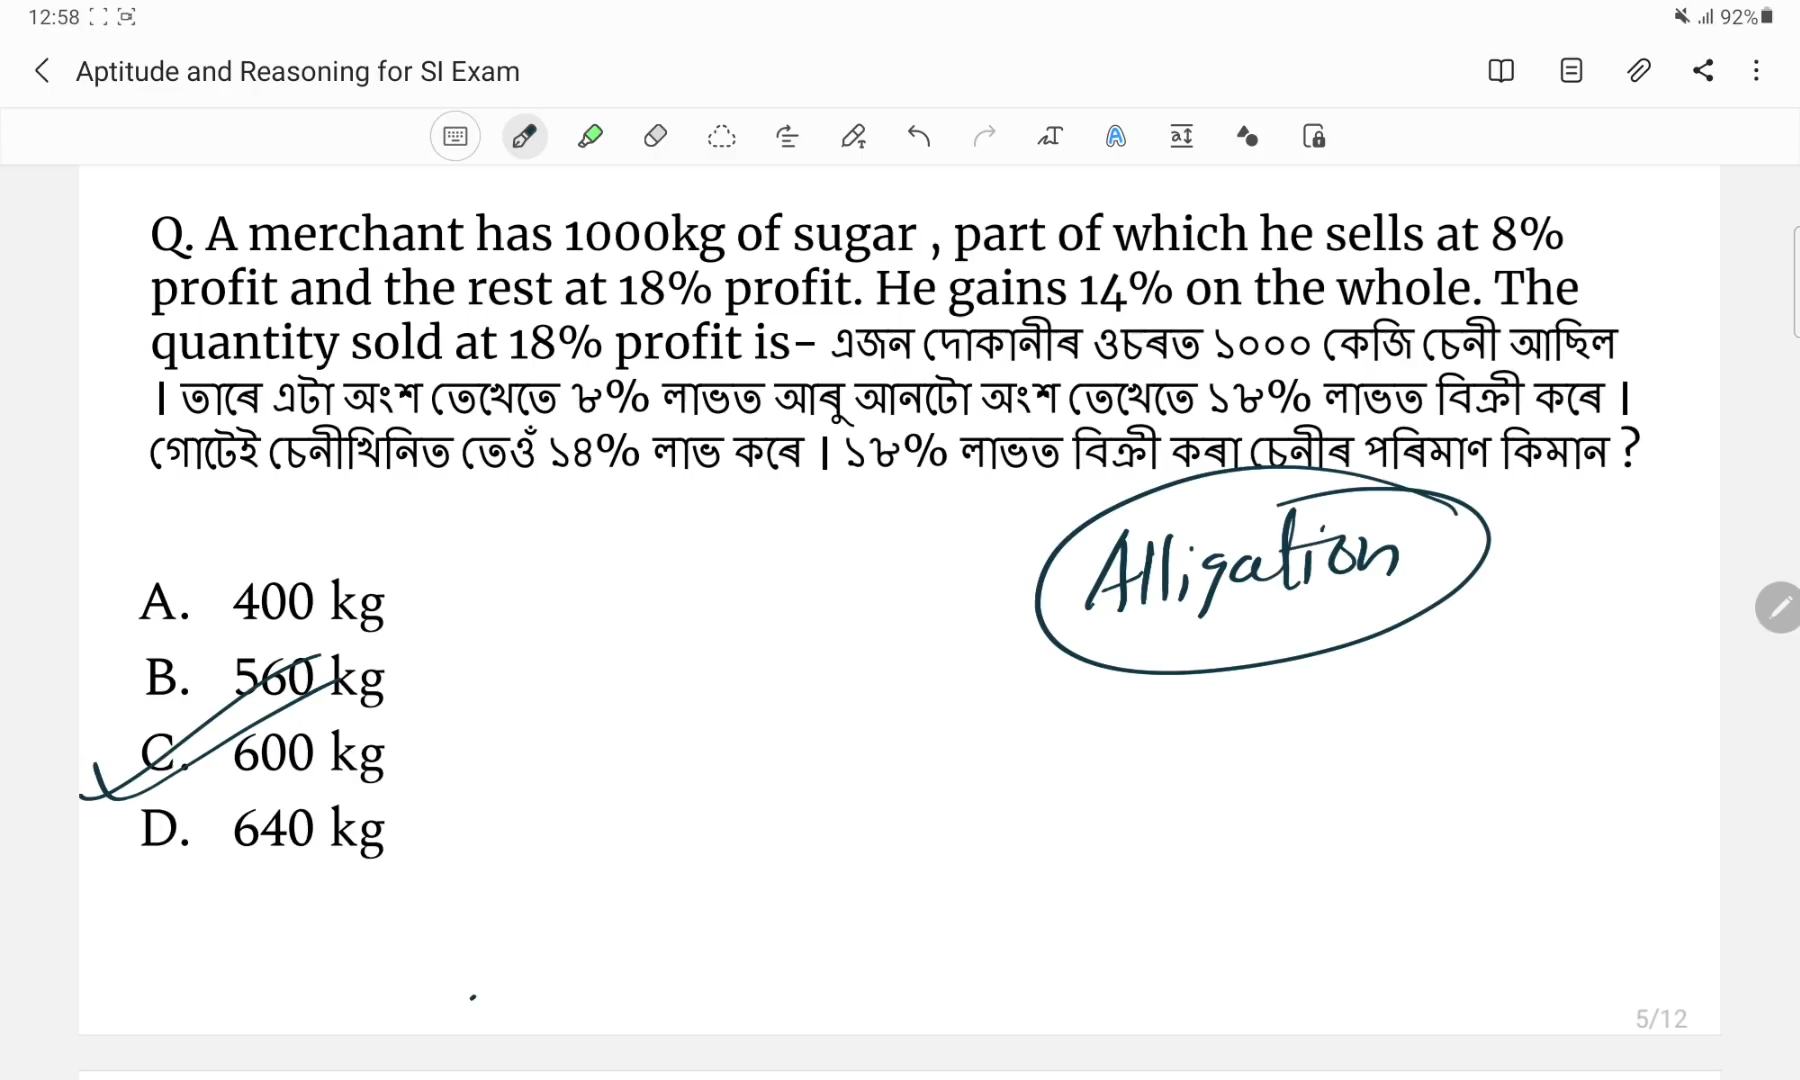 12:58
92%
Aptitude and Reasoning for SI Exam
Q. A merchant has 1000kg of sugar , part of which he sells at 8%
profit and the rest at 18% profit. He gains 14% on the whole. The
quantity sold at 18% profit is- এজন দোকানীৰ ওচৰত ১০০০ কেজি চেনী আছিল
। তাৰে এটা অংশ তেখেতে ৮% লাভত আৰু আনটো অংশ তেখেতে ১৮% লাভত বিক্ৰী কৰে ।
গোটেই চেনীখিনিত তেওঁ ১৪% লাভ কৰে । ১৮% লাভত বিক্ৰী কৰা চেনীৰ পৰিমাণ কিমান ?
Alligation
A. 400 kg
B. 560 kg
C. 600 kg
D. 640 kg
5/12